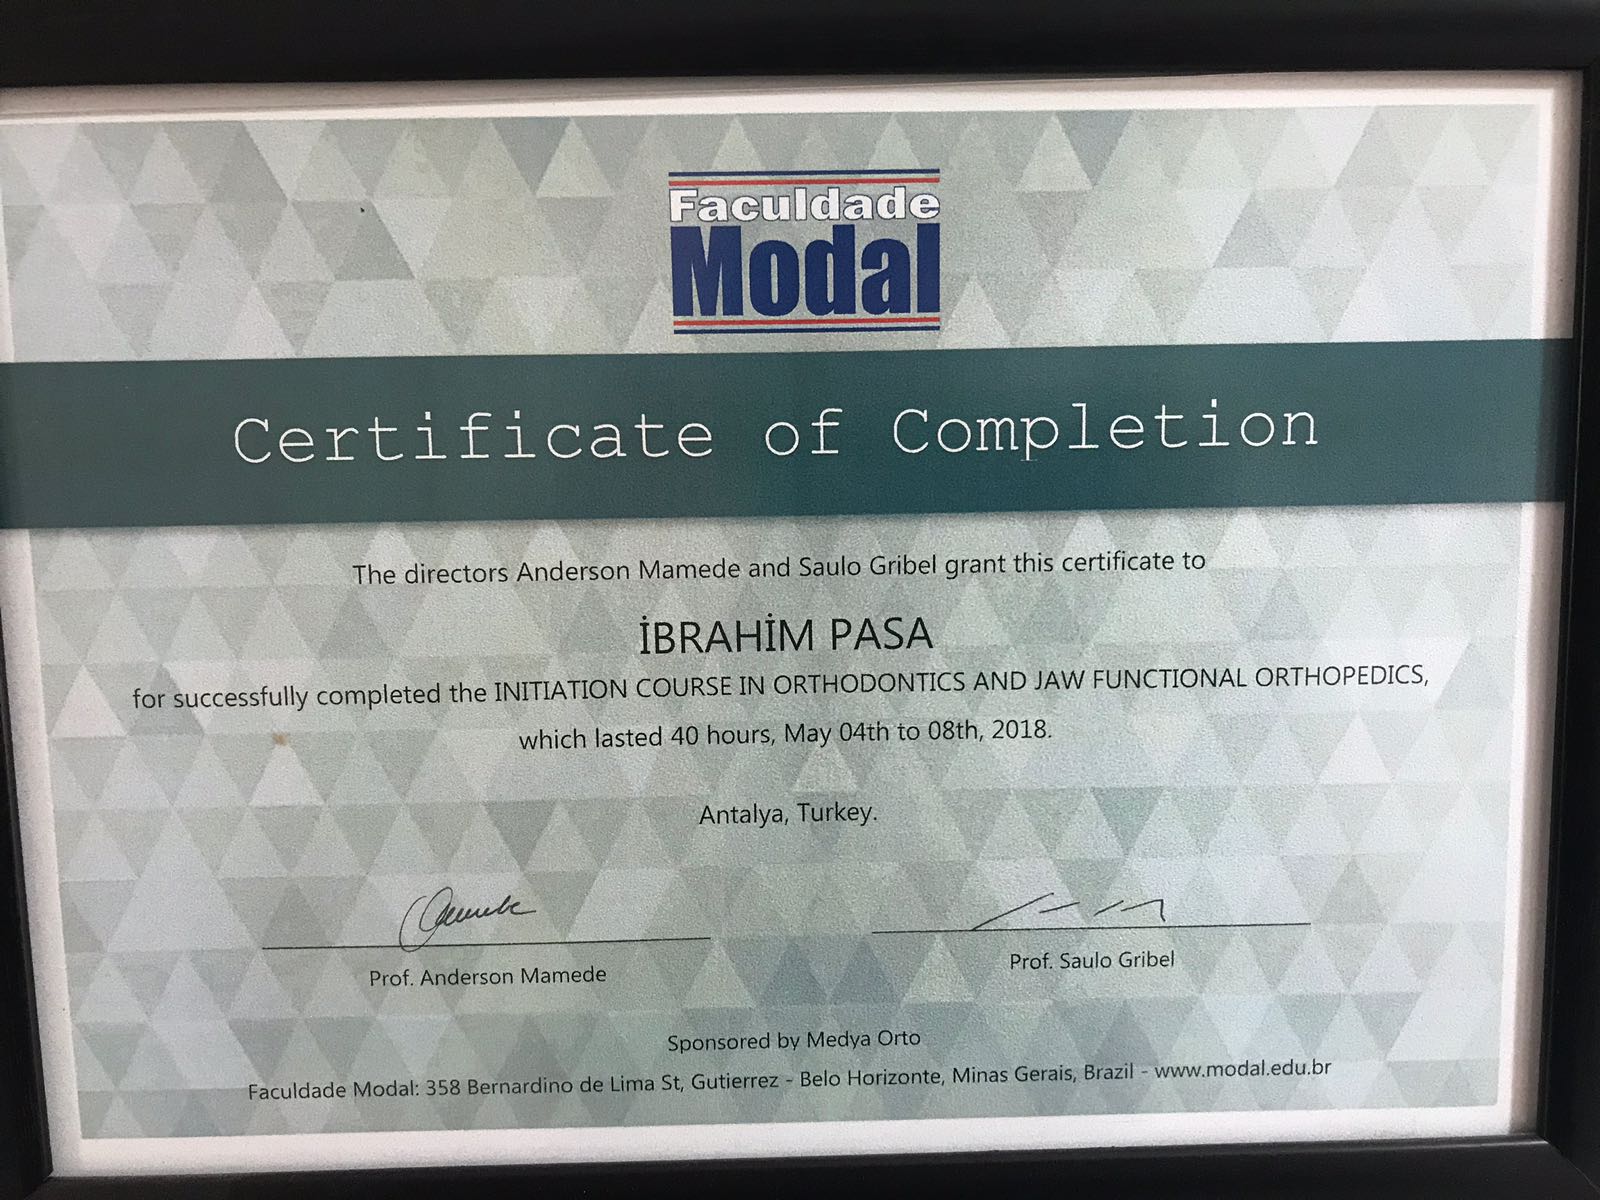 Faculdade
Modal
Certificate of Completion
The directors Anderson Mamede and Saulo Gribel grant this certificate to
İBRAHİM PASA
for successfully completed the INITIATION COURSE IN ORTHODONTICS AND JAW FUNCTIONAL ORTHOPEDICS,
which lasted 40 hours, May 04th to 08th, 2018.
Antalya, Turkey.
Prof. Anderson Mamede
Prof. Saulo Gribel
Sponsored by Medya Orto
Faculdade Modal: 358 Bernardino de Lima St, Gutierrez - Belo Horizonte, Minas Gerais, Brazil - www.modal.edu.br